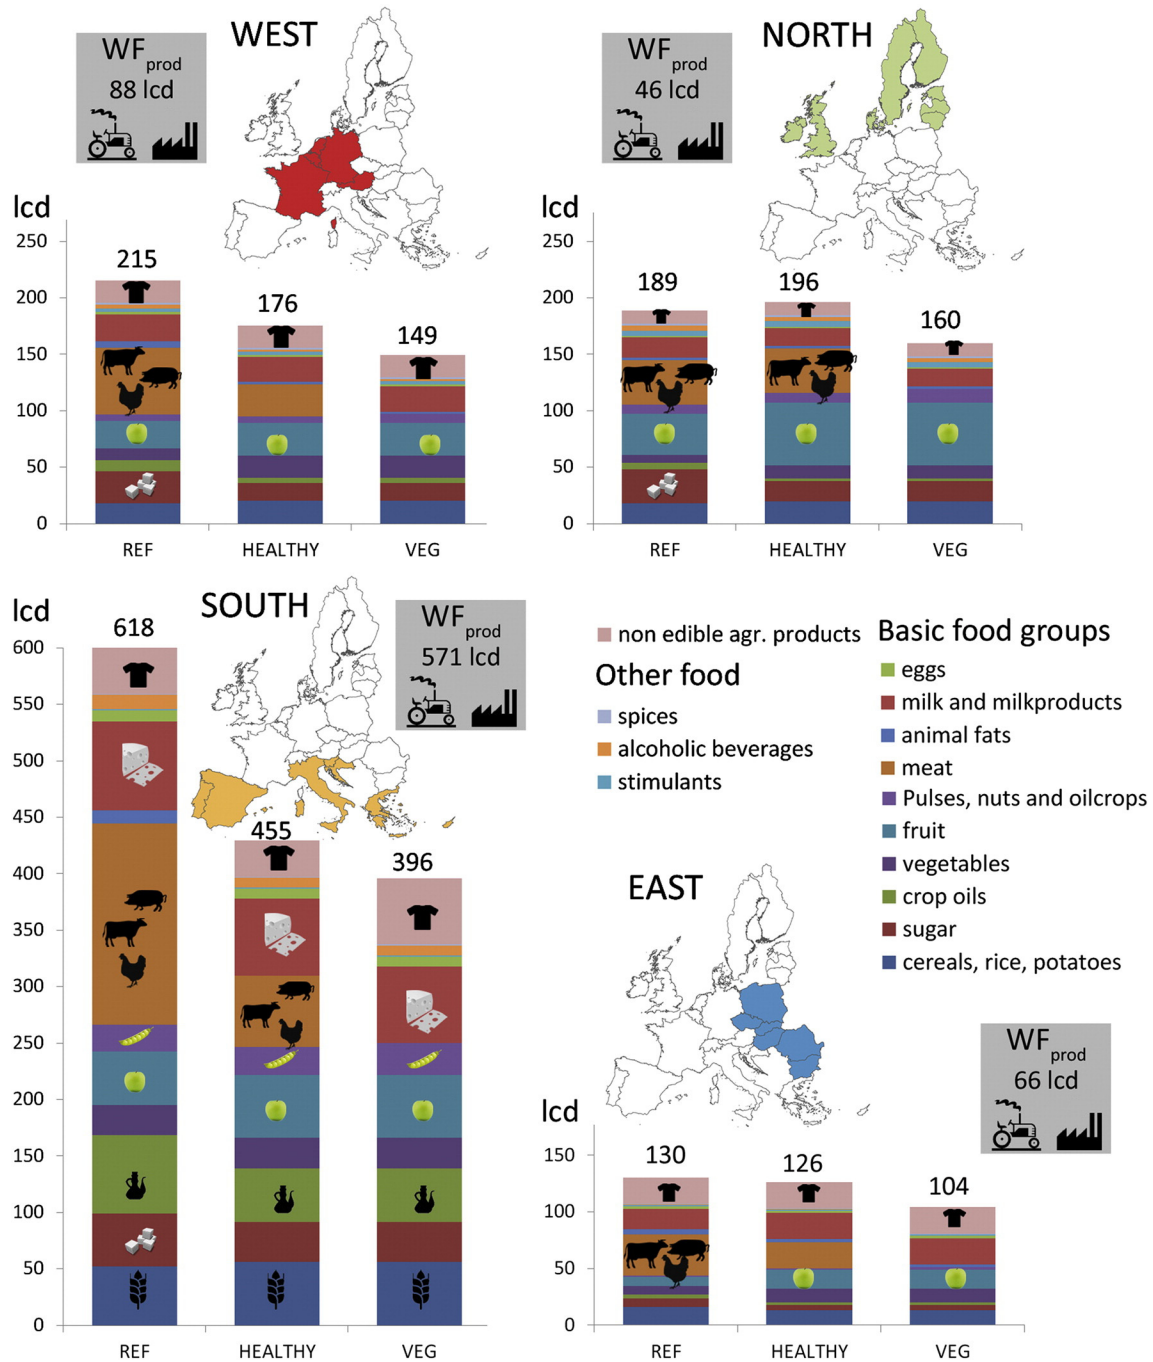 WF
prod
88 lcd
WEST
lcd
250
200
150
100
50
0
215
176
149
REF
HEALTHY
VEG
WF
prod
46 lcd
NORTH
lcd
250
200
150
100
50
0
189
196
160
REF
HEALTHY
VEG
SOUTH
WF
prod
571 lcd
lcd
600
550
500
450
400
350
300
250
200
150
100
50
0
618
455
396
REF
HEALTHY
VEG
non edible agr. products
Other food
spices
alcoholic beverages
stimulants
Basic food groups
eggs
milk and milkproducts
animal fats
meat
Pulses, nuts and oilcrops
fruit
vegetables
crop oils
sugar
cereals, rice, potatoes
EAST
WF
prod
66 lcd
lcd
150
100
50
0
130
126
104
REF
HEALTHY
VEG